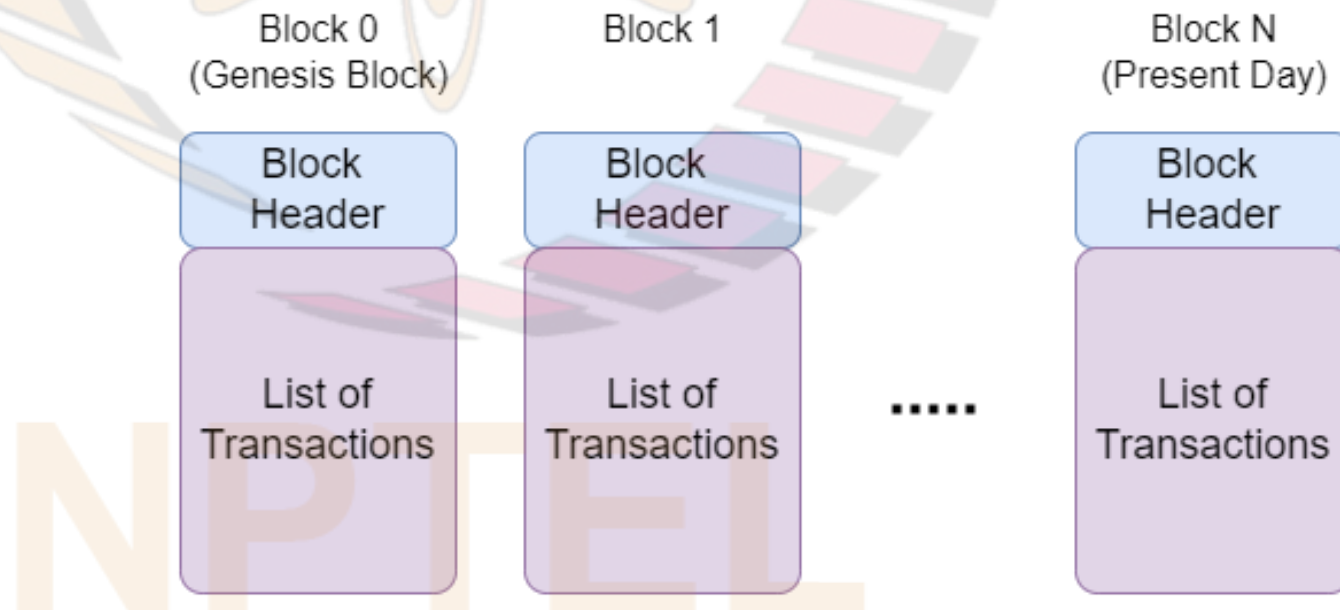 Block 0
(Genesis Block)
Block 1
Block N
(Present Day)
Block
Header
Block
Header
Block
Header
List of
Transactions
List of
Transactions
.....
List of
Transactions
NPTEL